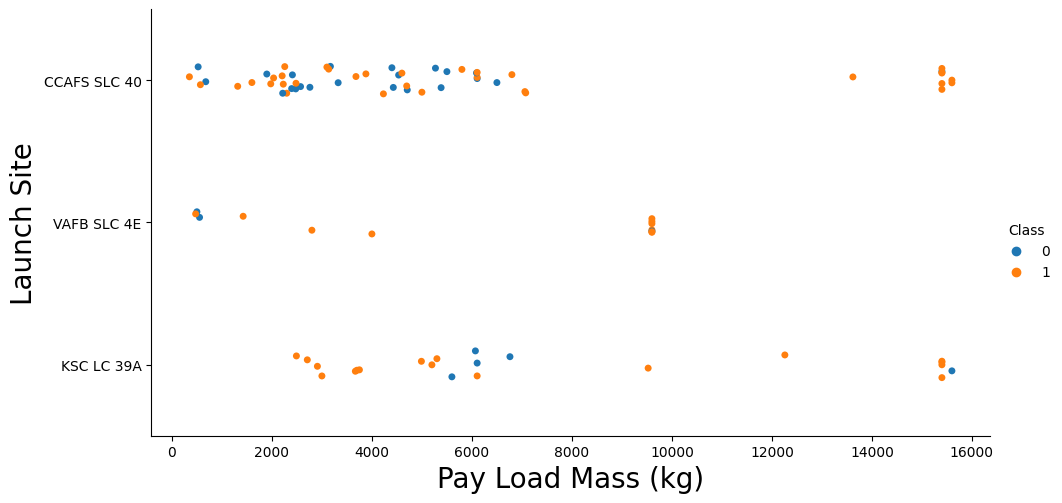 Launch Site
CCAFS SLC 40
VAFB SLC 4E
KSC LC 39A
0 2000 4000 6000 8000 10000 12000 14000 16000
Pay Load Mass (kg)
Class
0
1